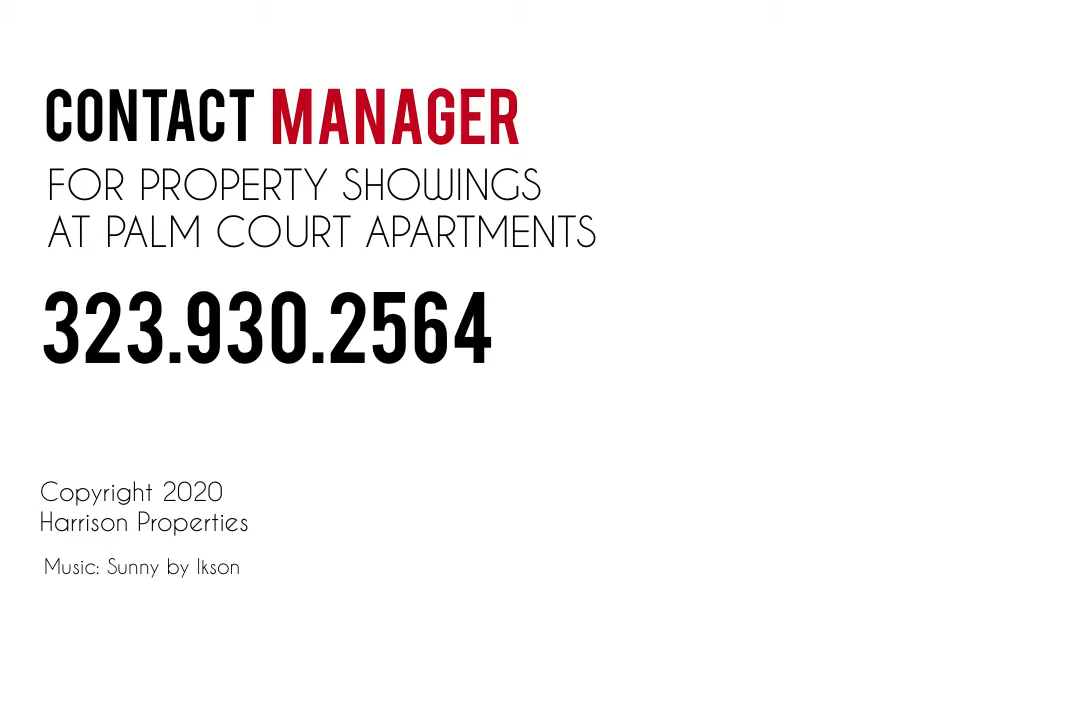 CONTACT MANAGER
FOR PROPERTY SHOWINGS
AT PALM COURT APARTMENTS
323.930.2564
Copyright 2020
Harrison Properties
Music: Sunny by Ikson